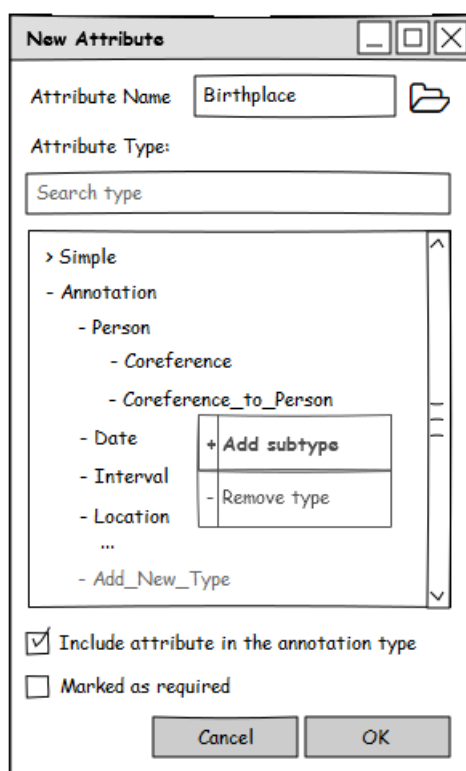 New Attribute
Attribute Name Birthplace
Attribute Type:
Search type
> Simple
- Annotation
- Person
- Coreference
- Coreference_to_Person
- Date
+ Add subtype
- Interval
- Remove type
- Location
...
- Add_New_Type
Include attribute in the annotation type
Marked as required
Cancel OK